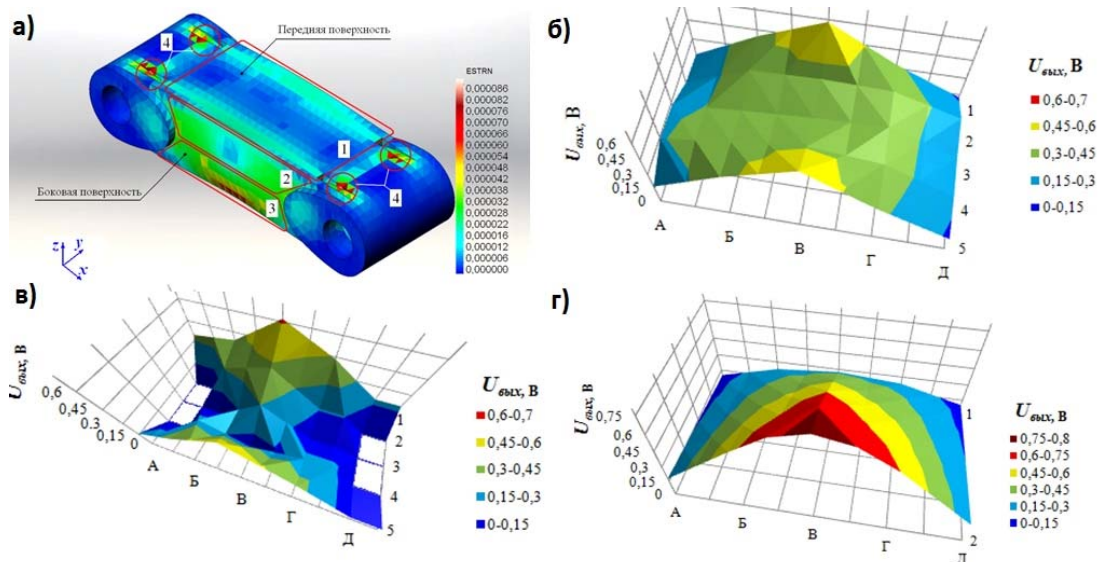 а)
Передняя поверхность
4
ESTRN
0,000086
0,000082
0,000076
0,000070
0,000065
0,000060
0,000054
0,000048
0,000042
0,000038
0,000032
0,000028
0,000022
0,000016
0,000012
0,000006
0,000000
1
2
3
4
Боковая поверхность
z
y
x
б)
Uвых, В
0,6
0,45
0,3
0,15
0
А
Б
В
Г
Д
1
2
3
4
5
Uвых, В
0,6-0,7
0,45-0,6
0,3-0,45
0,15-0,3
0-0,15
в)
Uвых, В
0,6
0,45
0,3
0,15
0
А
Б
В
Г
Д
1
2
3
4
5
Uвых, В
0,6-0,7
0,45-0,6
0,3-0,45
0,15-0,3
0-0,15
г)
Uвых, В
0,75
0,6
0,45
0,3
0,15
0
А
Б
В
Г
Д
1
2
Uвых, В
0,75-0,8
0,6-0,75
0,45-0,6
0,3-0,45
0,15-0,3
0-0,15